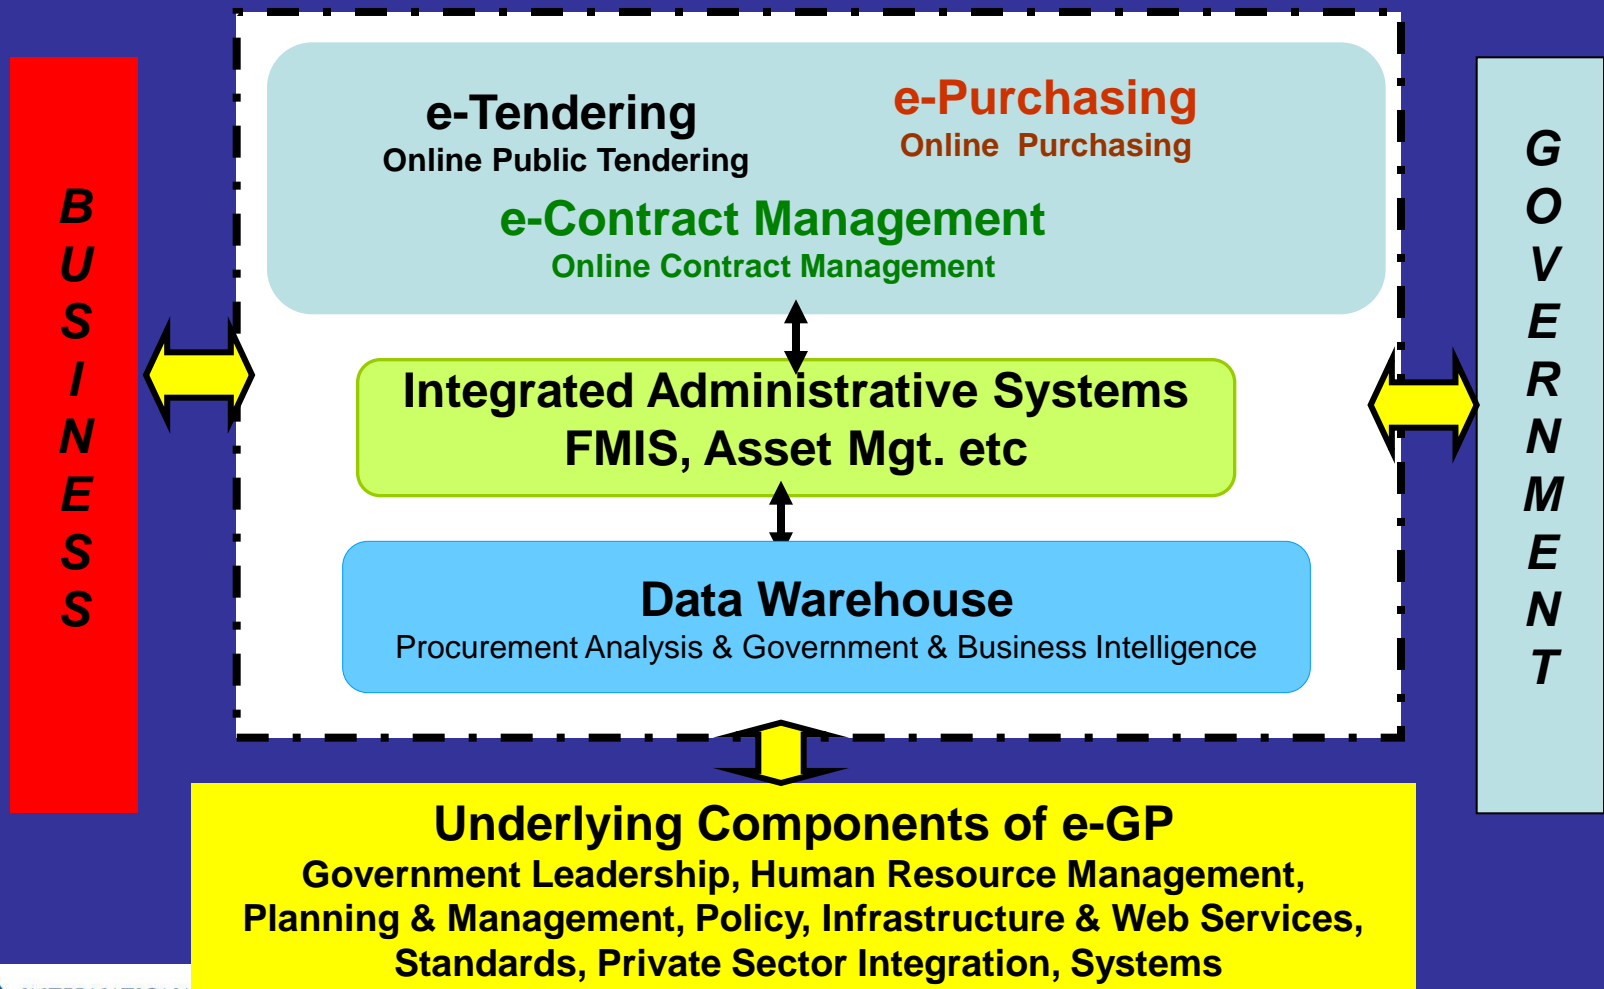 e-Tendering
Online Public Tendering
e-Purchasing
Online Purchasing
e-Contract Management
Online Contract Management
B
U
S
I
N
E
S
S
G
O
V
E
R
N
M
E
N
T
Integrated Administrative Systems
FMIS, Asset Mgt. etc
Data Warehouse
Procurement Analysis & Government & Business Intelligence
Underlying Components of e-GP
Government Leadership, Human Resource Management,
Planning & Management, Policy, Infrastructure & Web Services,
Standards, Private Sector Integration, Systems